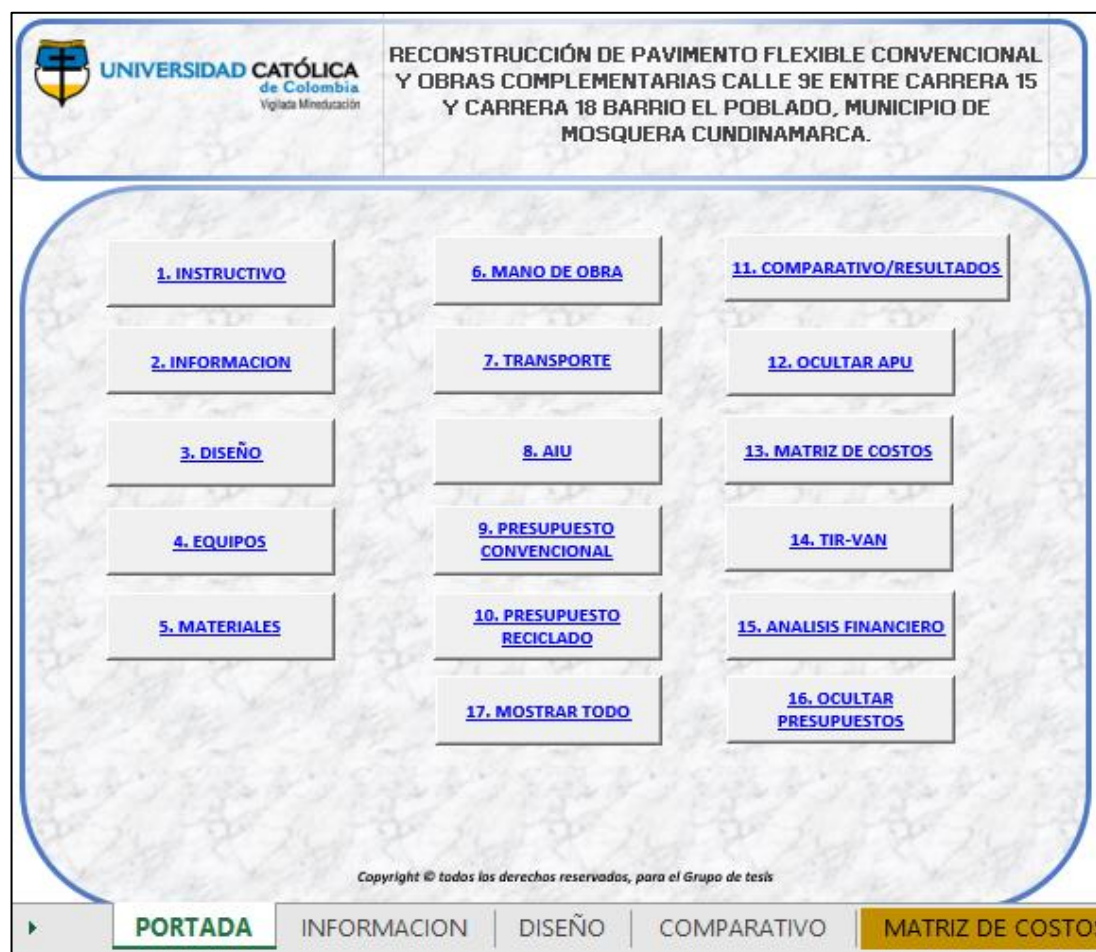 UNIVERSIDAD CATÓLICA
de Colombia
Vigilada Mineducación
RECONSTRUCCIÓN DE PAVIMENTO FLEXIBLE CONVENCIONAL
Y OBRAS COMPLEMENTARIAS CALLE 9E ENTRE CARRERA 15
Y CARRERA 18 BARRIO EL POBLADO, MUNICIPIO DE
MOSQUERA CUNDINAMARCA.
1. INSTRUCTIVO
2. INFORMACION
3. DISEÑO
4. EQUIPOS
5. MATERIALES
6. MANO DE OBRA
7. TRANSPORTE
8. AIU
9. PRESUPUESTO
CONVENCIONAL
10. PRESUPUESTO
RECICLADO
17. MOSTRAR TODO
11. COMPARATIVO/RESULTADOS
12. OCULTAR APU
13. MATRIZ DE COSTOS
14. TIR-VAN
15. ANALISIS FINANCIERO
16. OCULTAR
PRESUPUESTOS
Copyright © todos los derechos reservados, para el Grupo de tesis
PORTADA
INFORMACION
DISEÑO
COMPARATIVO
MATRIZ DE COSTOS